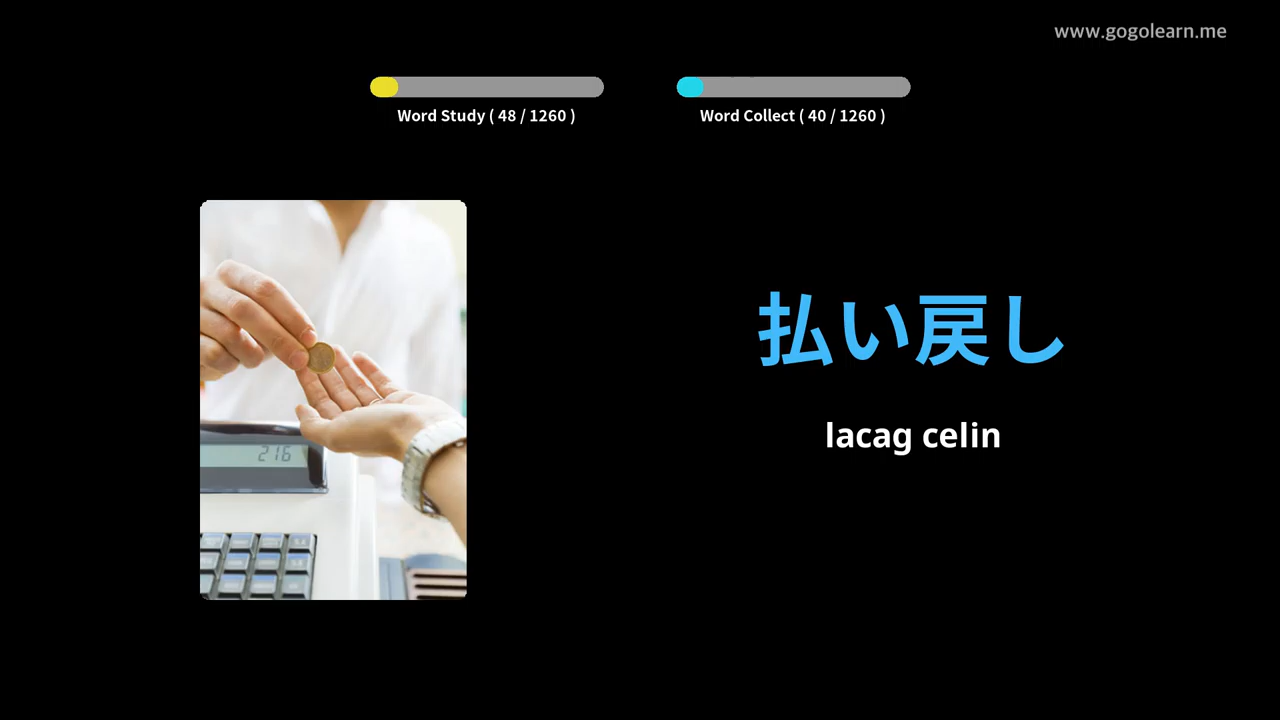 www.gogolearn.me
Word Study ( 48 / 1260 )
Word Collect ( 40 / 1260 )
216
払い戻し
lacag celin